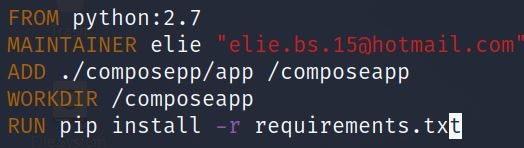 FROM python:2.7
MAINTAINER elie "elie.bs.15@hotmail.com"
ADD ./composepp/app /composeapp
WORKDIR /composeapp
RUN pip install -r requirements.txt